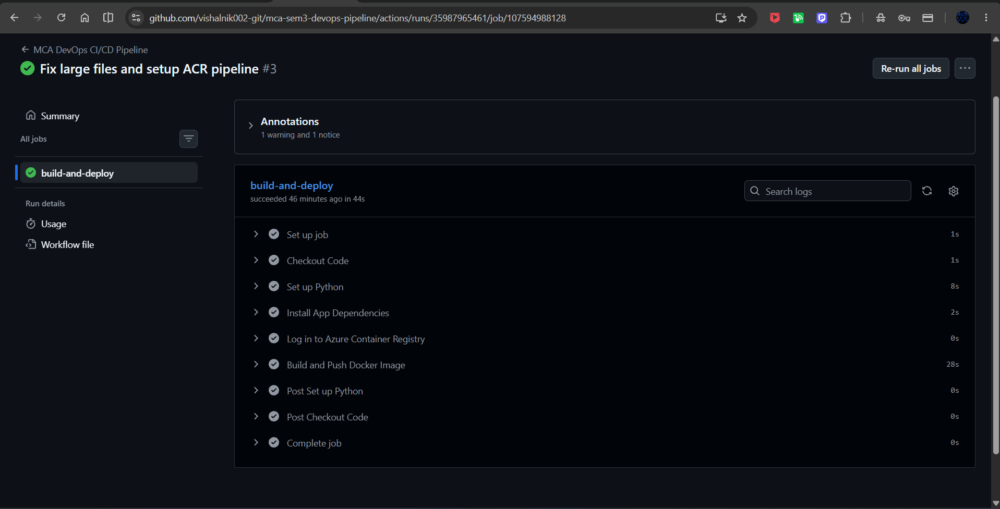 github.com/vishalnik002-git/mca-sem3-devops-pipeline/actions/runs/35987965461/job/107594988128
MCA DevOps CI/CD Pipeline
Fix large files and setup ACR pipeline #3
Re-run all jobs
Summary
All jobs
build-and-deploy
Run details
Usage
Workflow file
Annotations
1 warning and 1 notice
build-and-deploy
succeeded 46 minutes ago in 44s
Search logs
Set up job 1s
Checkout Code 1s
Set up Python 8s
Install App Dependencies 2s
Log in to Azure Container Registry 0s
Build and Push Docker Image 28s
Post Set up Python 0s
Post Checkout Code 0s
Complete job 0s